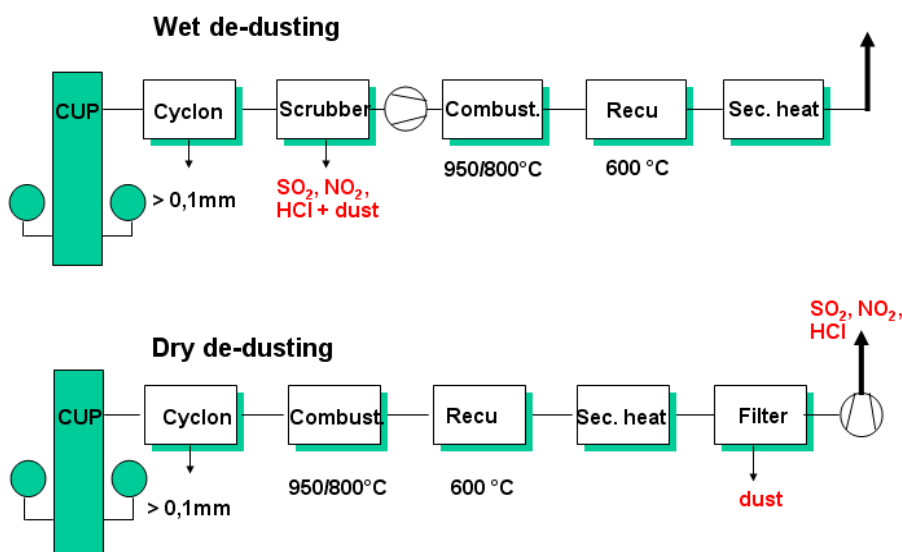 Wet de-dusting
CUP
Cyclon
Scrubber
Combust.
Recu
Sec. heat
950/800°C
600 °C
> 0,1mm
SO₂, NO₂,
HCl + dust
SO₂, NO₂,
HCl
Dry de-dusting
CUP
Cyclon
Combust.
Recu
Sec. heat
Filter
950/800°C
600 °C
> 0,1mm
dust